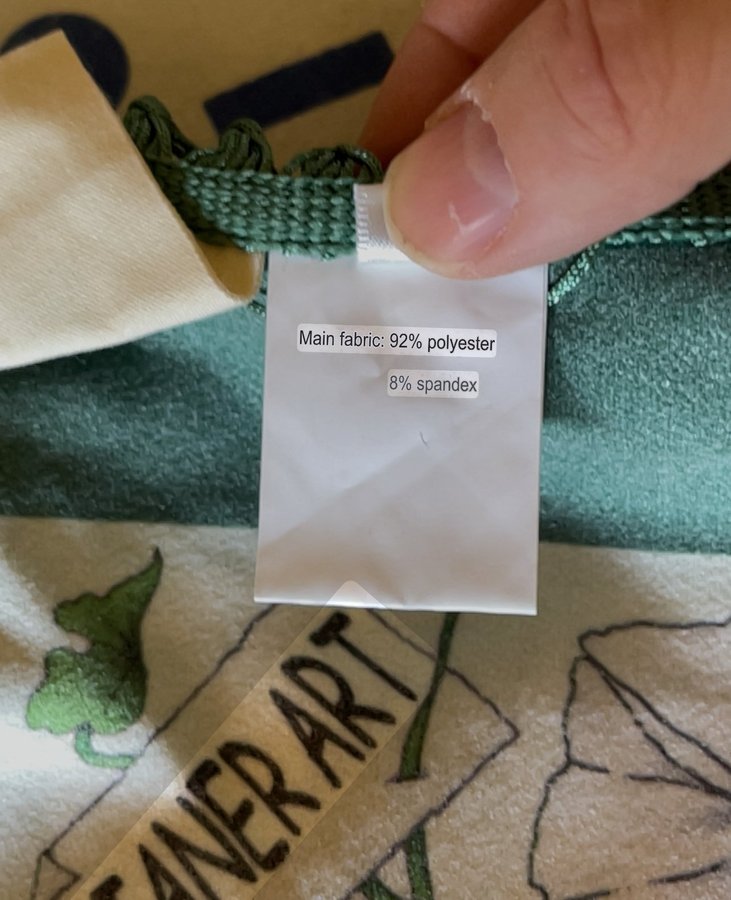 Main fabric: 92% polyester
8% spandex
ANER ART